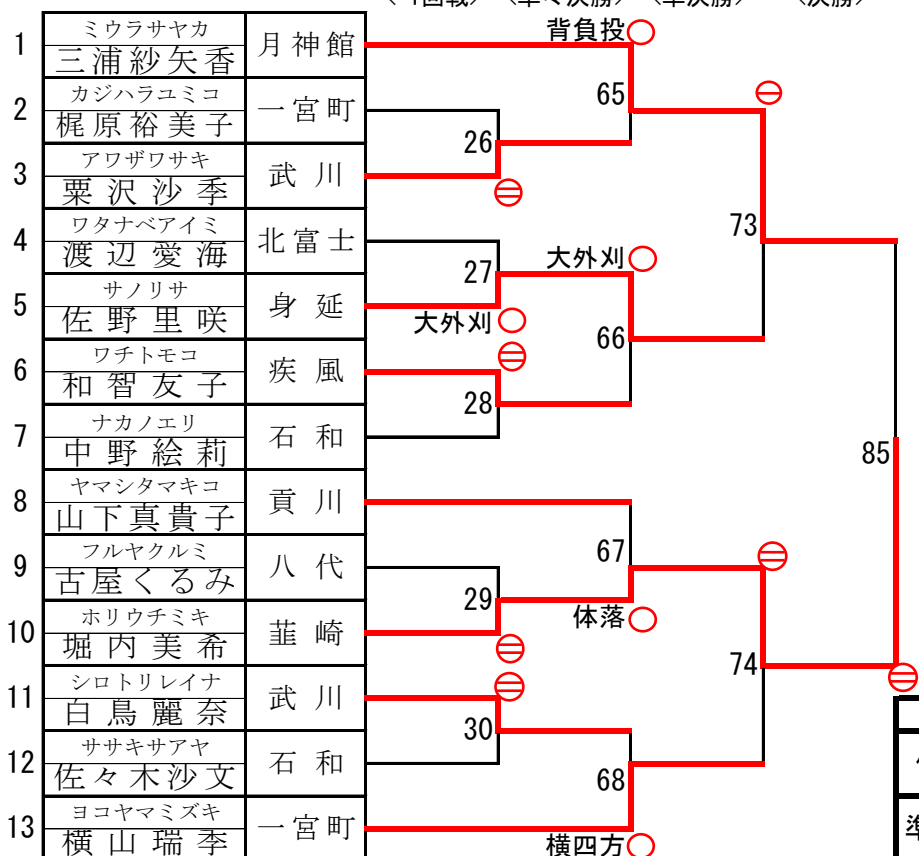 〈準々決勝〉 〈準決勝〉 〈決勝〉
1 ミウラサヤカ 三浦紗矢香 月神館
2 カジハラユミコ 梶原裕美子 一宮町
3 アワザワサキ 粟沢沙季 武川
4 ワタナベアイミ 渡辺愛海 北富士
5 サノリサ 佐野里咲 身延
6 ワチトモコ 和智友子 疾風
7 ナカノエリ 中野絵莉 石和
8 ヤマシタマキコ 山下真貴子 貢川
9 フルヤクルミ 古屋くるみ 八代
10 ホリウチミキ 堀内美希 韮崎
11 シロトリレイナ 白鳥麗奈 武川
12 ササキサアヤ 佐々木沙文 石和
13 ヨコヤマミズキ 横山瑞季 一宮町
背負投
65
26
73
大外刈
27
大外刈
66
28
85
67
29
体落
74
30
68
横四方
準